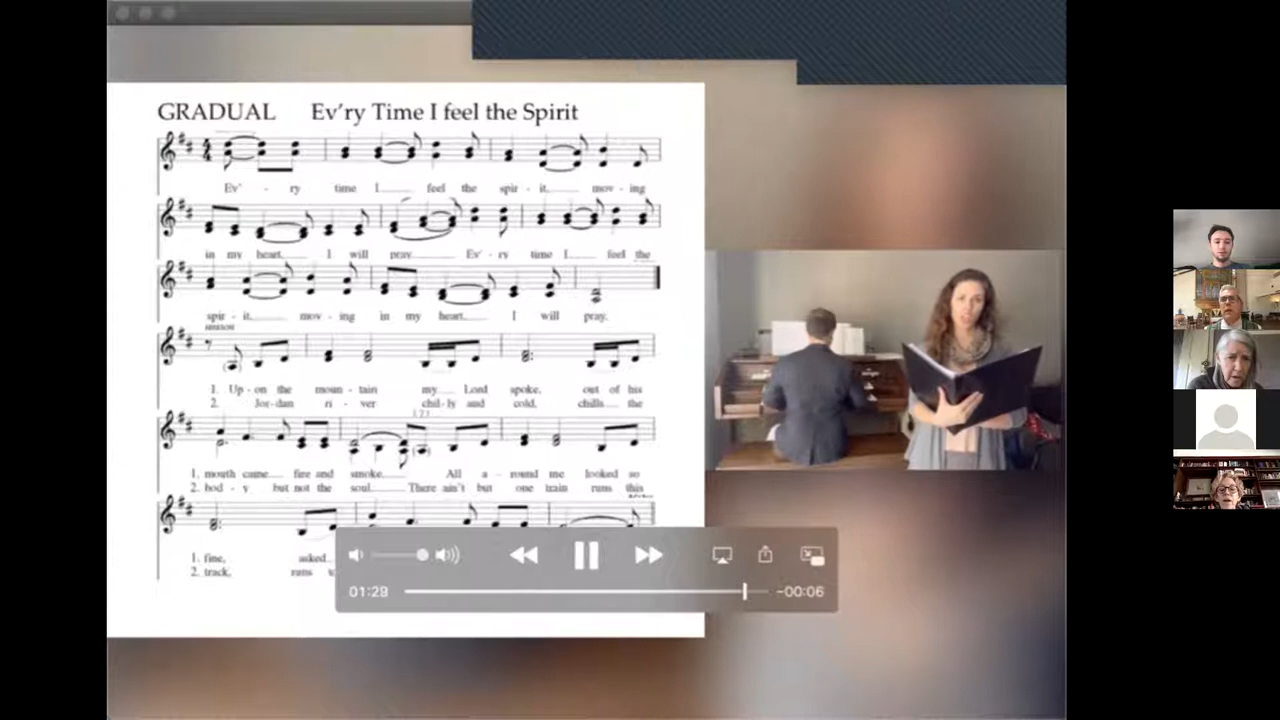 GRADUAL Ev'ry Time I feel the Spirit
Ev' - ry time I feel the spir - it, mov - ing
in my heart, I will pray. Ev' - ry time I feel the
spir - it, mov - ing in my heart, I will pray.
1. Up - on the moun - tain my Lord spoke, out of his
2. Jor - dan ri - ver chil - ly and cold, chills the
1. mouth came fire and smoke. All a - round me looked so
2. bod - y but not the soul. There ain't but one train runs this
1. fine, asked
2. track, runs
01:29 -00:06